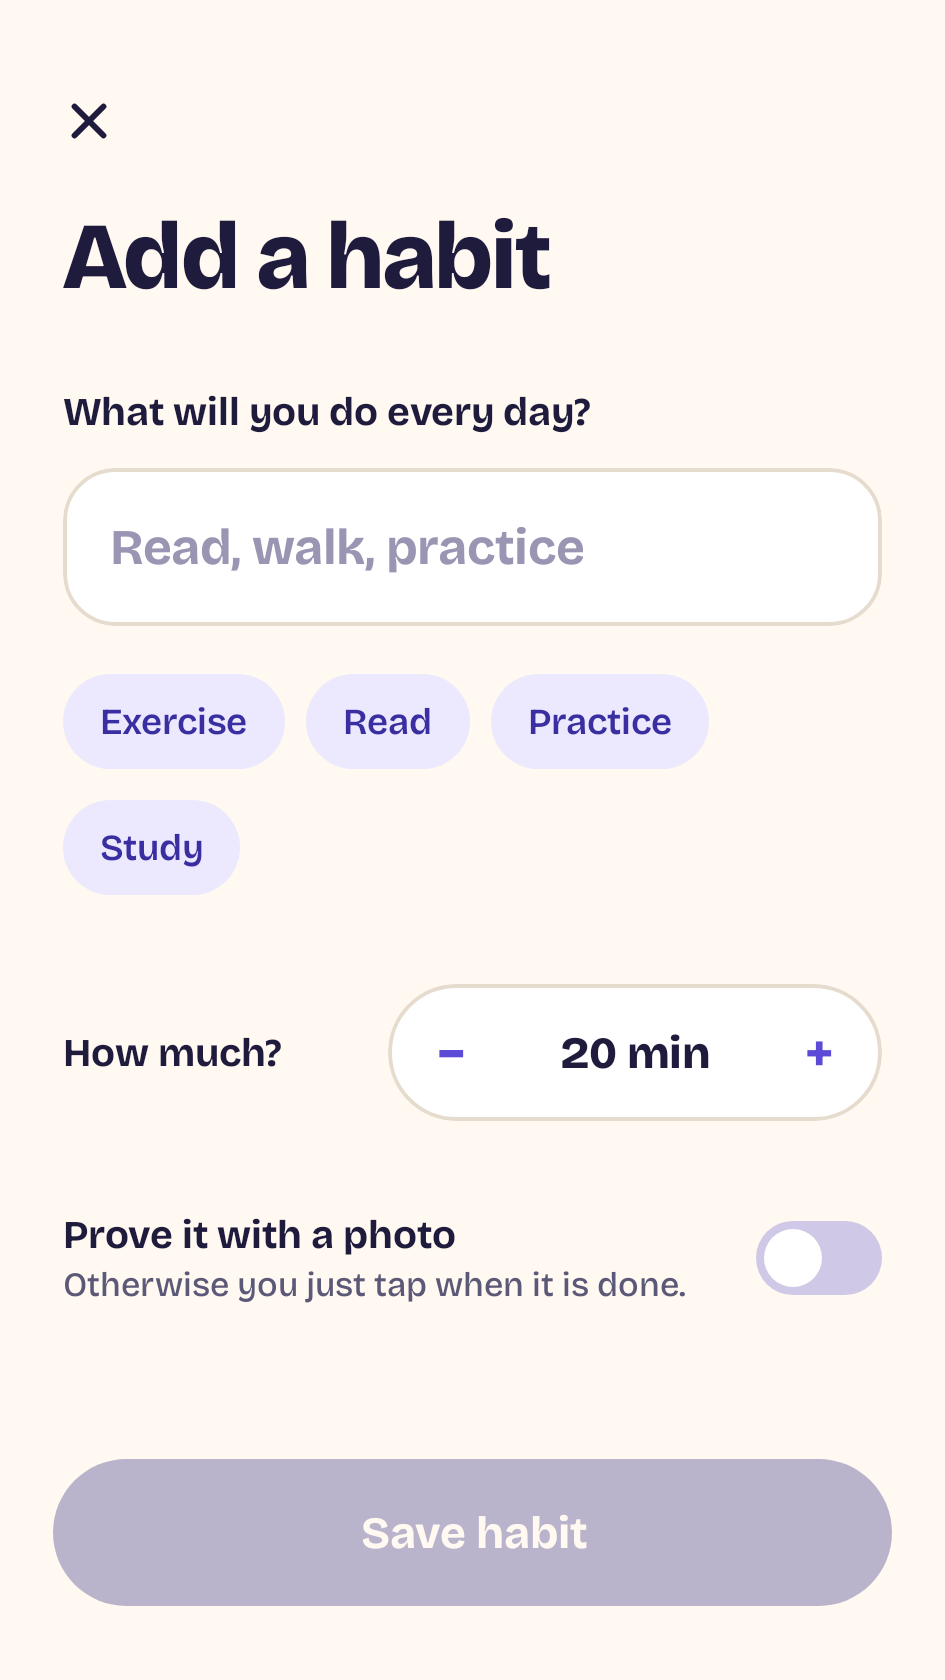 Add a habit
What will you do every day?
Read, walk, practice
Exercise Read Practice
Study
How much? − 20 min +
Prove it with a photo
Otherwise you just tap when it is done.
Save habit